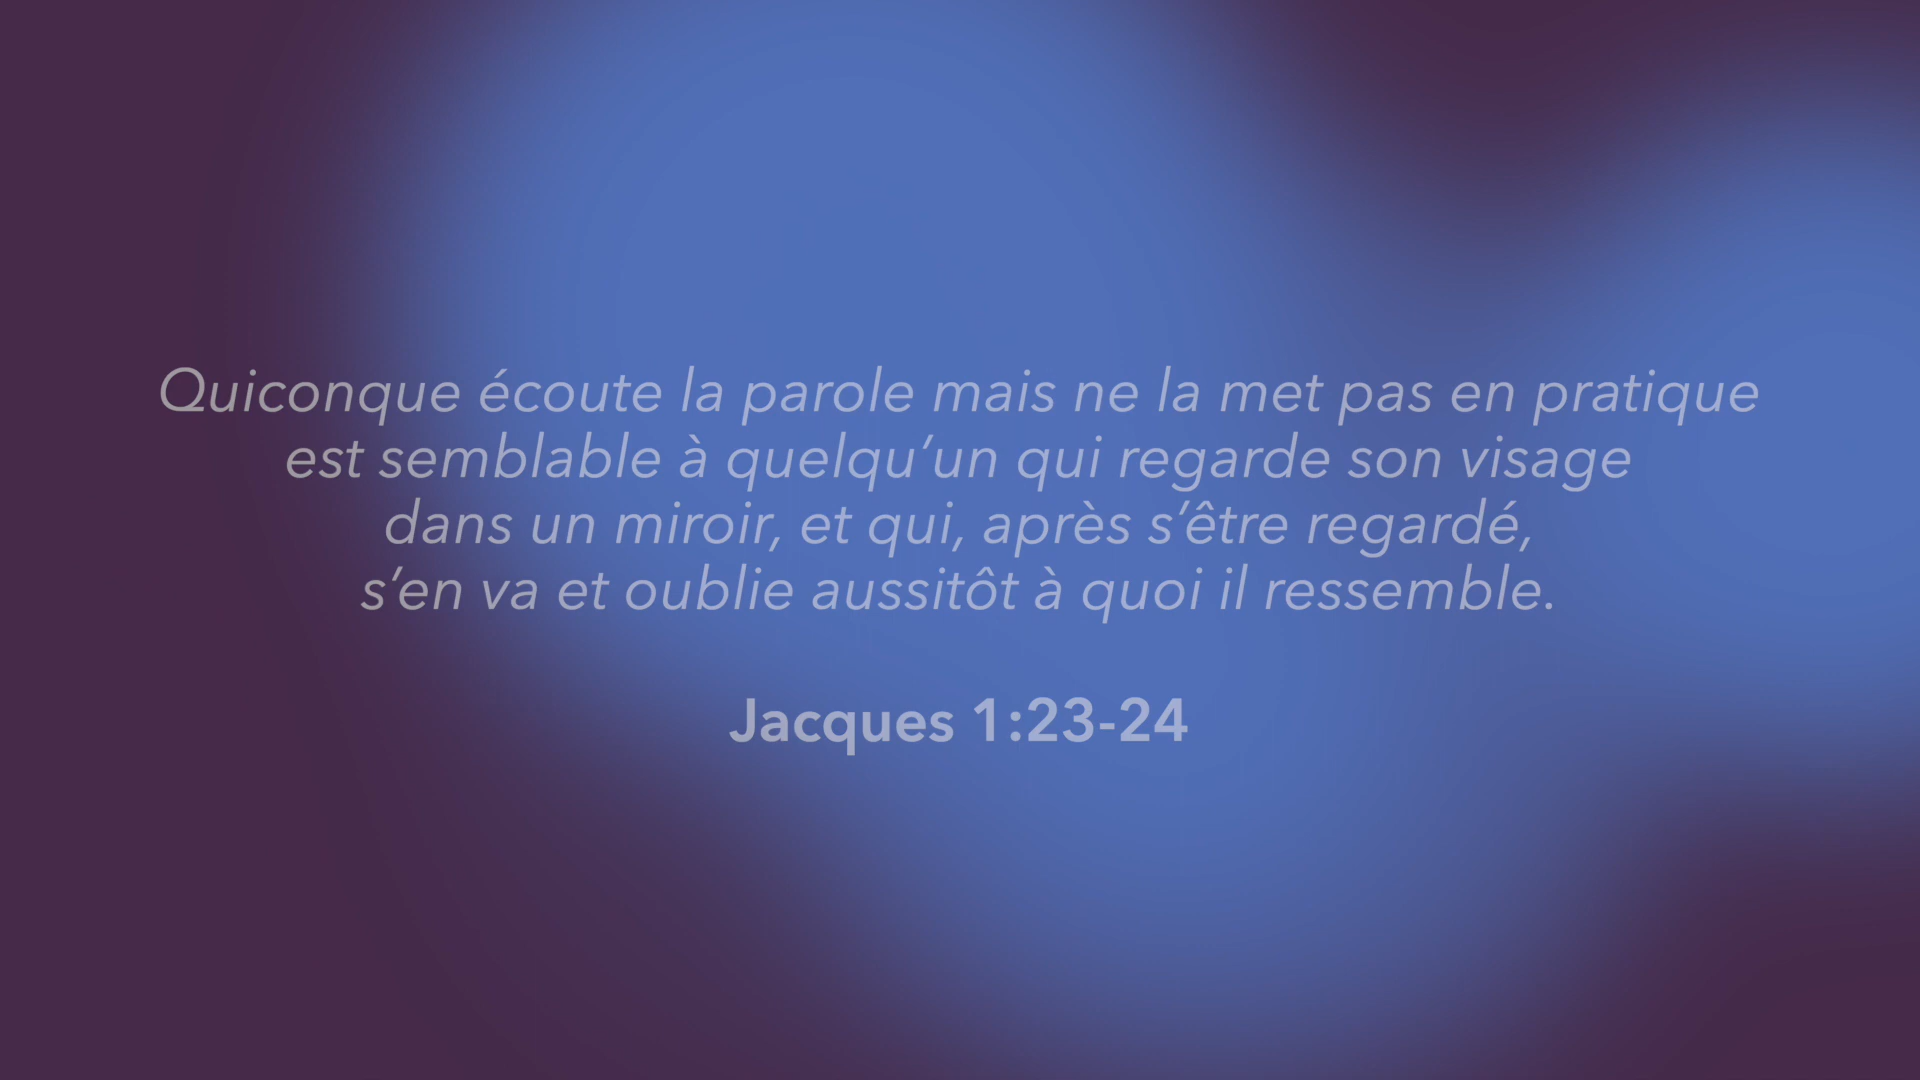 Quiconque écoute la parole mais ne la met pas en pratique
est semblable à quelqu’un qui regarde son visage
dans un miroir, et qui, après s’être regardé,
s’en va et oublie aussitôt à quoi il ressemble.
Jacques 1:23-24